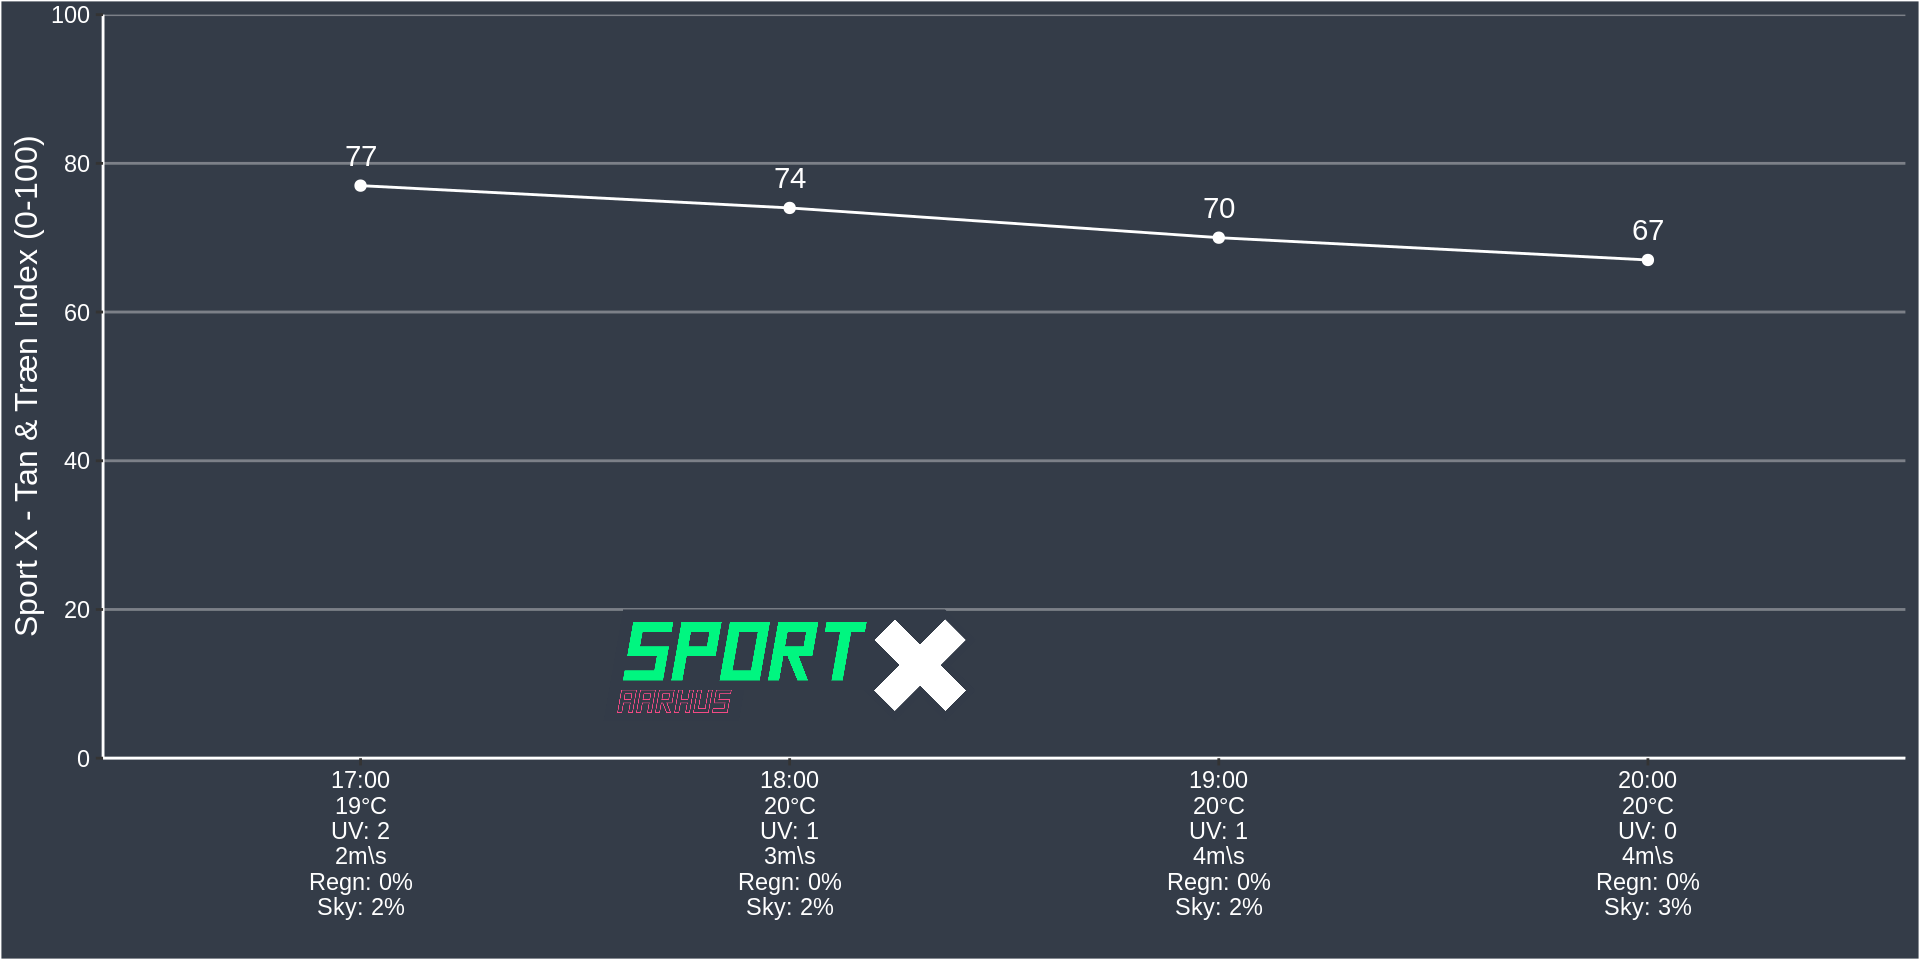 Sport X - Tan & Træn Index (0-100)
100
80
60
40
20
0
77
74
70
67
SPORT X
AARHUS
17:00
19°C
UV: 2
2m\s
Regn: 0%
Sky: 2%
18:00
20°C
UV: 1
3m\s
Regn: 0%
Sky: 2%
19:00
20°C
UV: 1
4m\s
Regn: 0%
Sky: 2%
20:00
20°C
UV: 0
4m\s
Regn: 0%
Sky: 3%